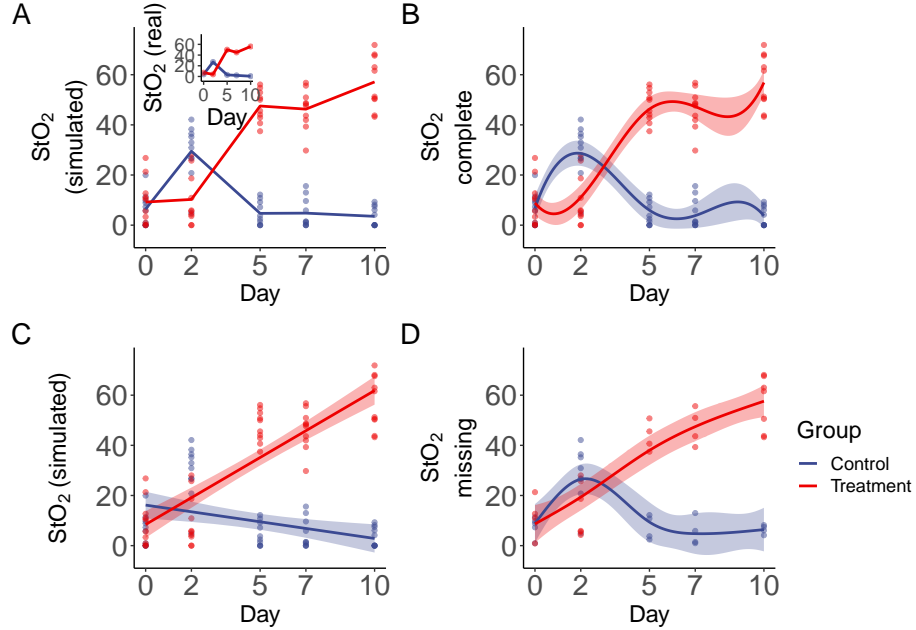 A
StO2
(simulated)
60
40
20
0
0
2
5
7
10
Day
StO2 (real)
60
40
20
0
0
5
10
Day
B
StO2
complete
60
40
20
0
0
2
5
7
10
Day
C
StO2 (simulated)
60
40
20
0
0
2
5
7
10
Day
D
StO2
missing
60
40
20
0
0
2
5
7
10
Day
Group
Control
Treatment